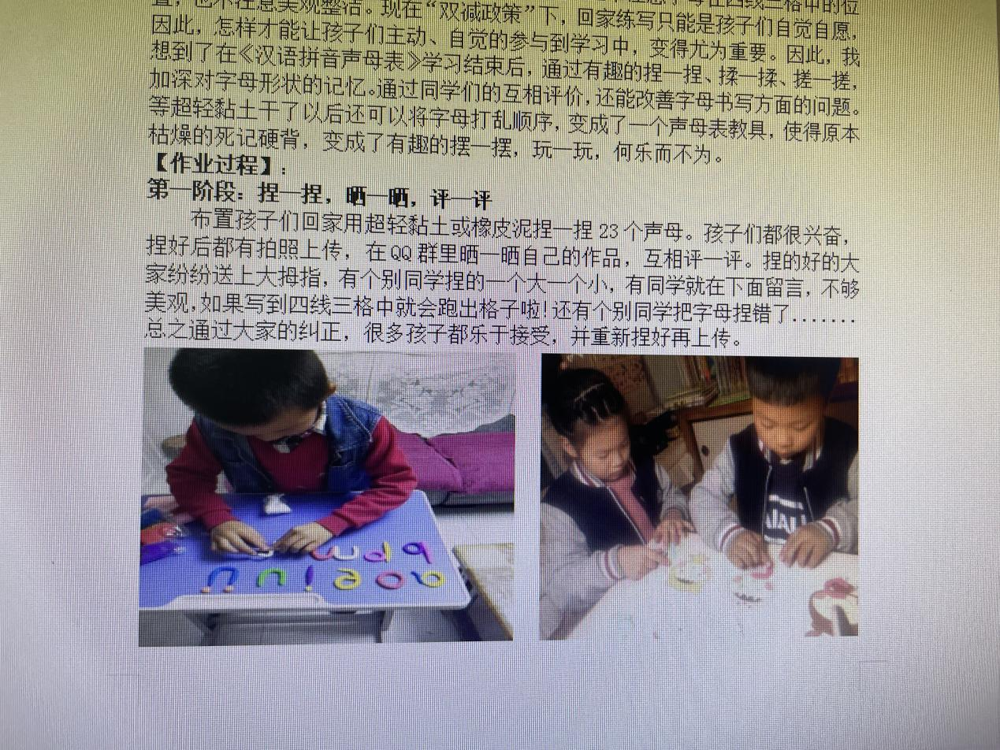 置，也不注意美观整洁。现在“双减政策”下，回家练写只能是孩子们自觉自愿，
因此，怎样才能让孩子们主动、自觉的参与到学习中，变得尤为重要。因此，我
想到了在《汉语拼音声母表》学习结束后，通过有趣的捏一捏、揉一揉、搓一搓，
加深对字母形状的记忆。通过同学们的互相评价，还能改善字母书写方面的问题。
等超轻黏土干了以后还可以将字母打乱顺序，变成了一个声母表教具，使得原本
枯燥的死记硬背，变成了有趣的摆一摆，玩一玩，何乐而不为。
【作业过程】：
第一阶段：捏一捏，晒一晒，评一评
布置孩子们回家用超轻黏土或橡皮泥捏一捏 23 个声母。孩子们都很兴奋，
捏好后都有拍照上传，在 QQ 群里晒一晒自己的作品，互相评一评。捏的好的大
家纷纷送上大拇指，有个别同学捏的一个大一个小，有同学就在下面留言，不够
美观，如果写到四线三格中就会跑出格子啦！还有个别同学把字母捏错了.......
总之通过大家的纠正，很多孩子都乐于接受，并重新捏好再上传。